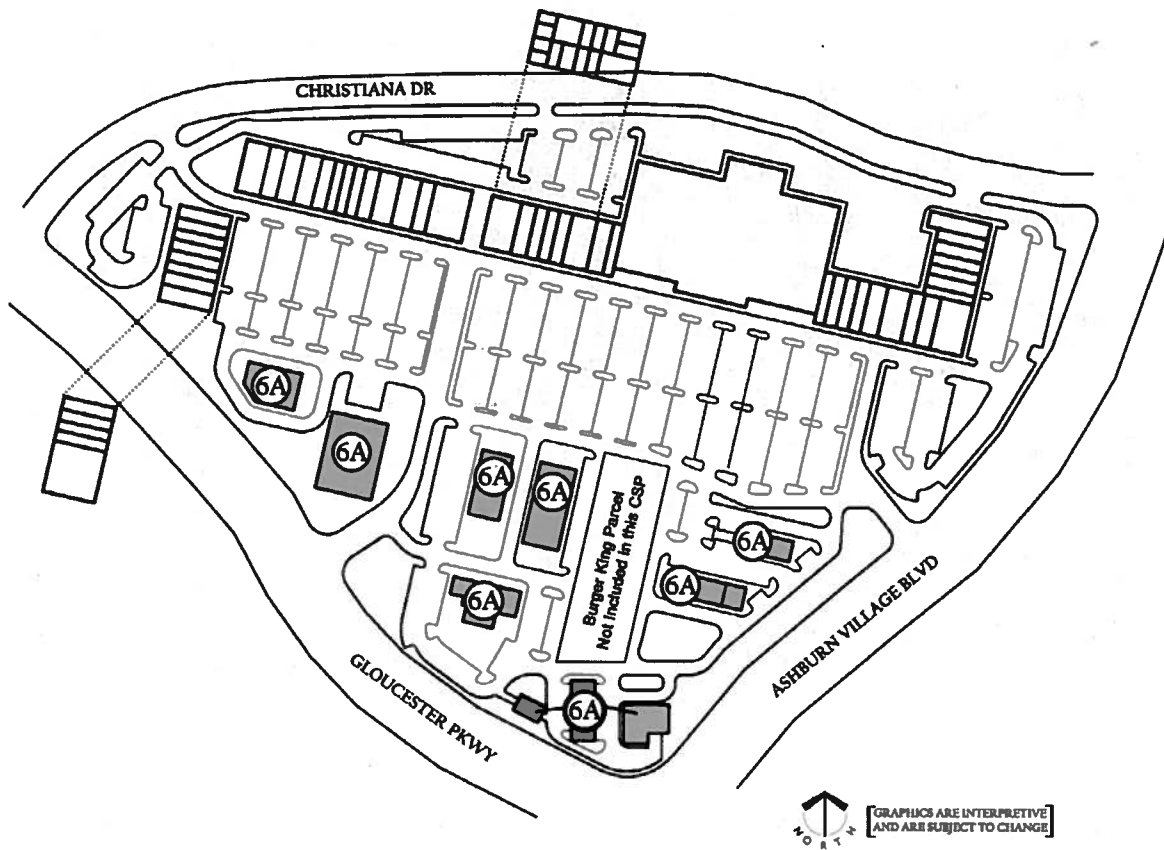 CHRISTIANA DR
6A
6A
6A
6A
Burger King Parcel
Not Included in this CSP
6A
6A
6A
6A
GLOUCESTER PKWY
ASHBURN VILLAGE BLVD
NORTH
[GRAPHICS ARE INTERPRETIVE
AND ARE SUBJECT TO CHANGE]